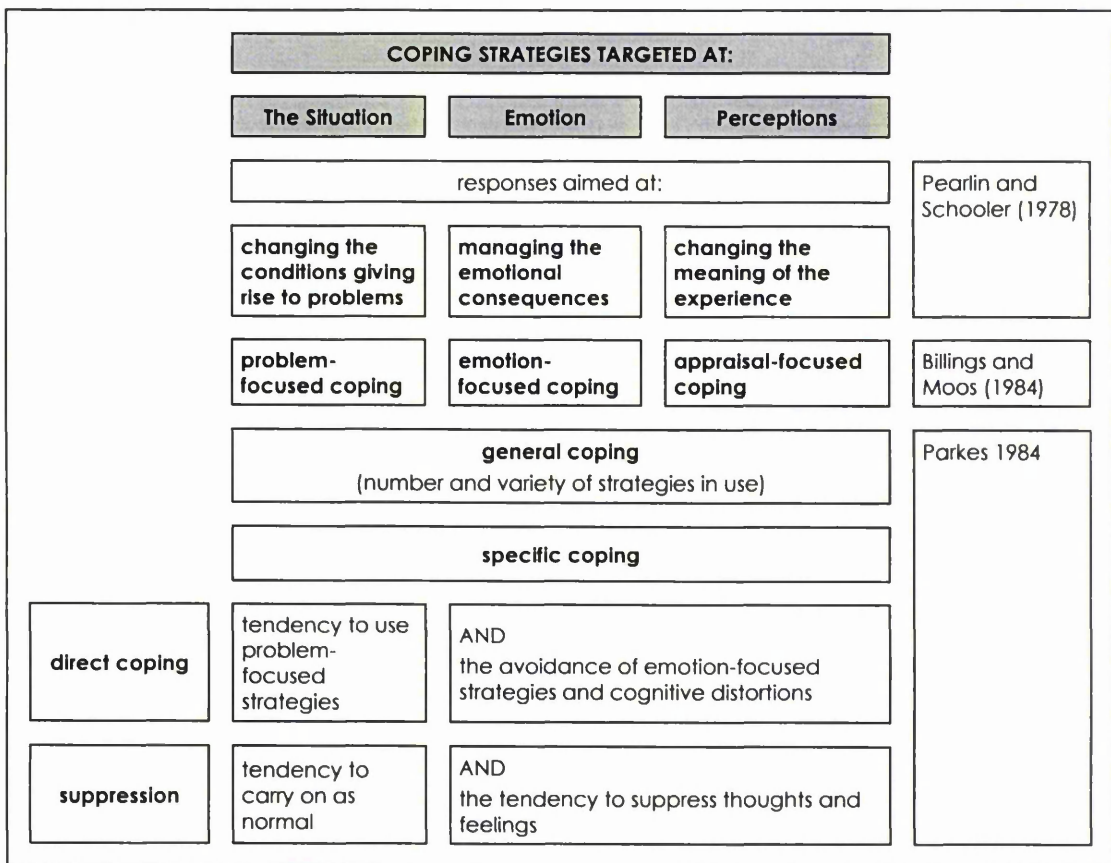 COPING STRATEGIES TARGETED AT:
The Situation
Emotion
Perceptions
responses aimed at:
Pearlin and
Schooler (1978)
changing the
conditions giving
rise to problems
managing the
emotional
consequences
changing the
meaning of the
experience
problem-
focused coping
emotion-
focused coping
appraisal-focused
coping
Billings and
Moos (1984)
general coping
(number and variety of strategies in use)
Parkes 1984
specific coping
direct coping
tendency to use
problem-
focused
strategies
AND
the avoidance of emotion-focused
strategies and cognitive distortions
suppression
tendency to
carry on as
normal
AND
the tendency to suppress thoughts and
feelings